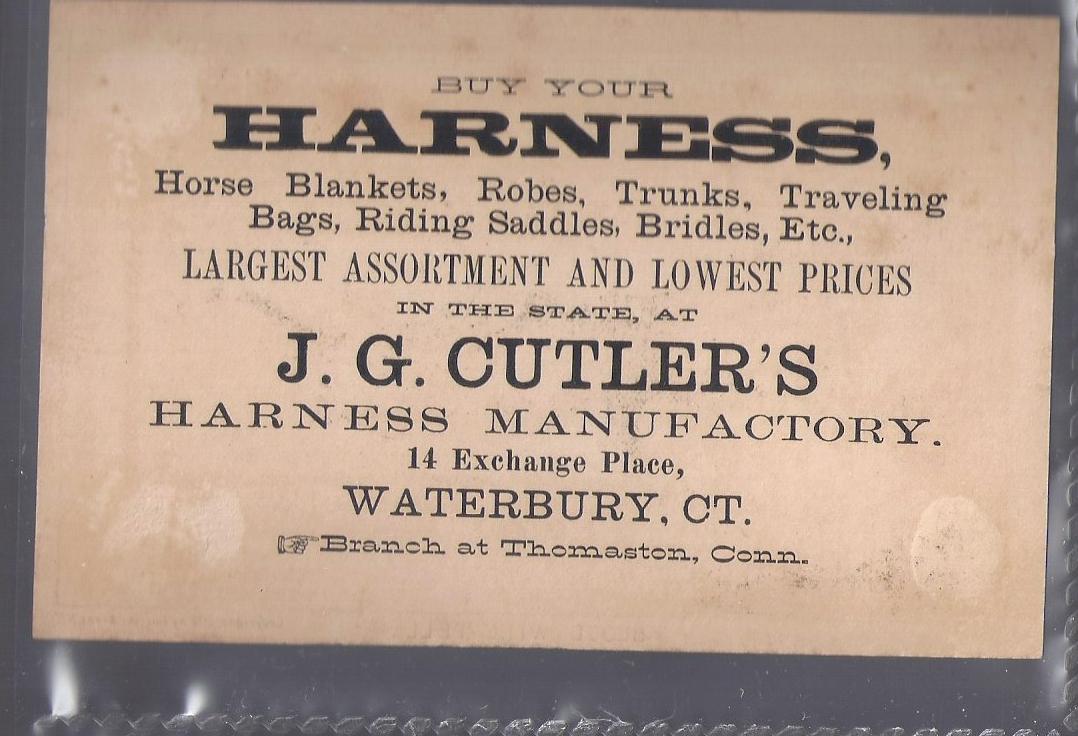 BUY YOUR
HARNESS,
Horse Blankets, Robes, Trunks, Traveling
Bags, Riding Saddles, Bridles, Etc.,
LARGEST ASSORTMENT AND LOWEST PRICES
IN THE STATE, AT
J. G. CUTLER'S
HARNESS MANUFACTORY.
14 Exchange Place,
WATERBURY, CT.
☞Branch at Thomaston, Conn.